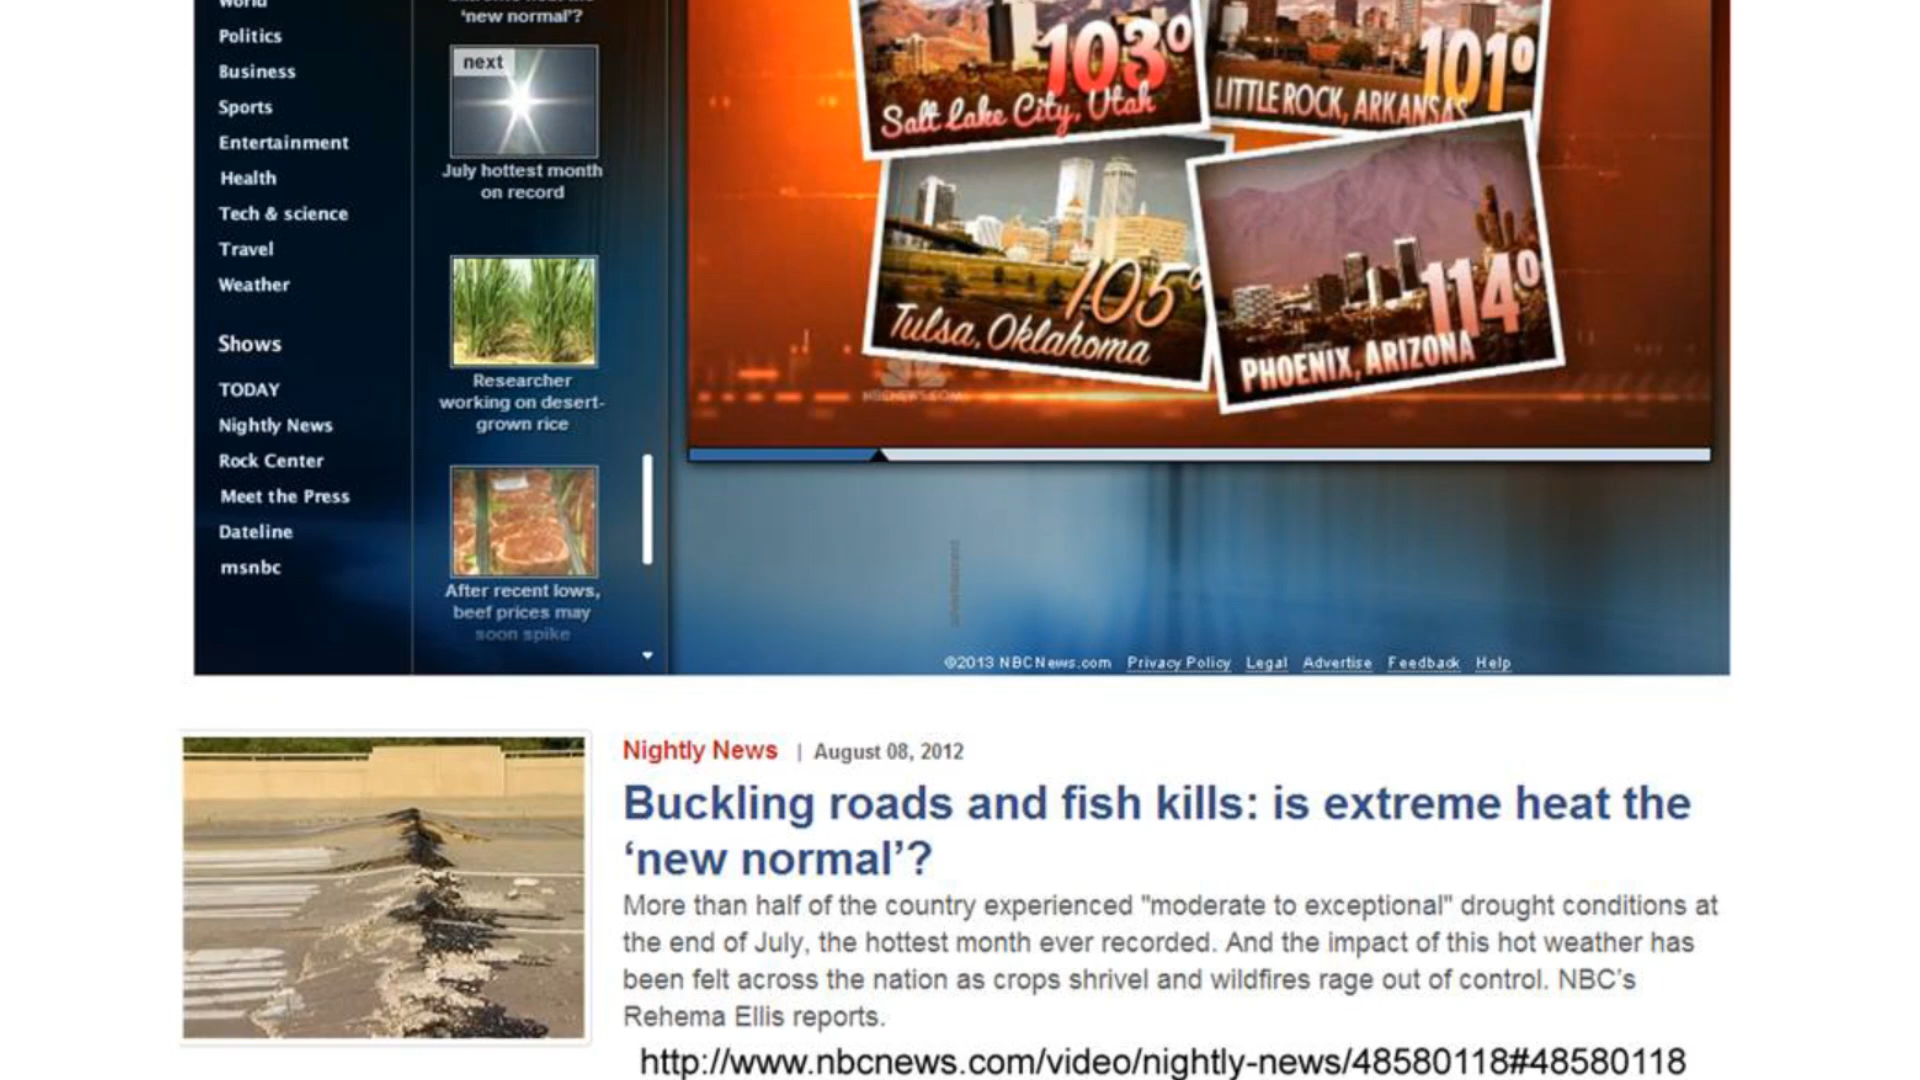 World
Politics
Business
Sports
Entertainment
Health
Tech & science
Travel
Weather
Shows
TODAY
Nightly News
Rock Center
Meet the Press
Dateline
msnbc
'new normal'?
next
July hottest month
on record
Researcher
working on desert-
grown rice
After recent lows,
beef prices may
soon spike
103°
Salt Lake City, Utah
101°
LITTLE ROCK, ARKANSAS
105°
Tulsa, Oklahoma
114°
PHOENIX, ARIZONA
NBCNEWS.COM
advertisement
©2013 NBCNews.com Privacy Policy Legal Advertise Feedback Help
Nightly News | August 08, 2012
Buckling roads and fish kills: is extreme heat the
‘new normal’?
More than half of the country experienced "moderate to exceptional" drought conditions at
the end of July, the hottest month ever recorded. And the impact of this hot weather has
been felt across the nation as crops shrivel and wildfires rage out of control. NBC’s
Rehema Ellis reports.
http://www.nbcnews.com/video/nightly-news/48580118#48580118